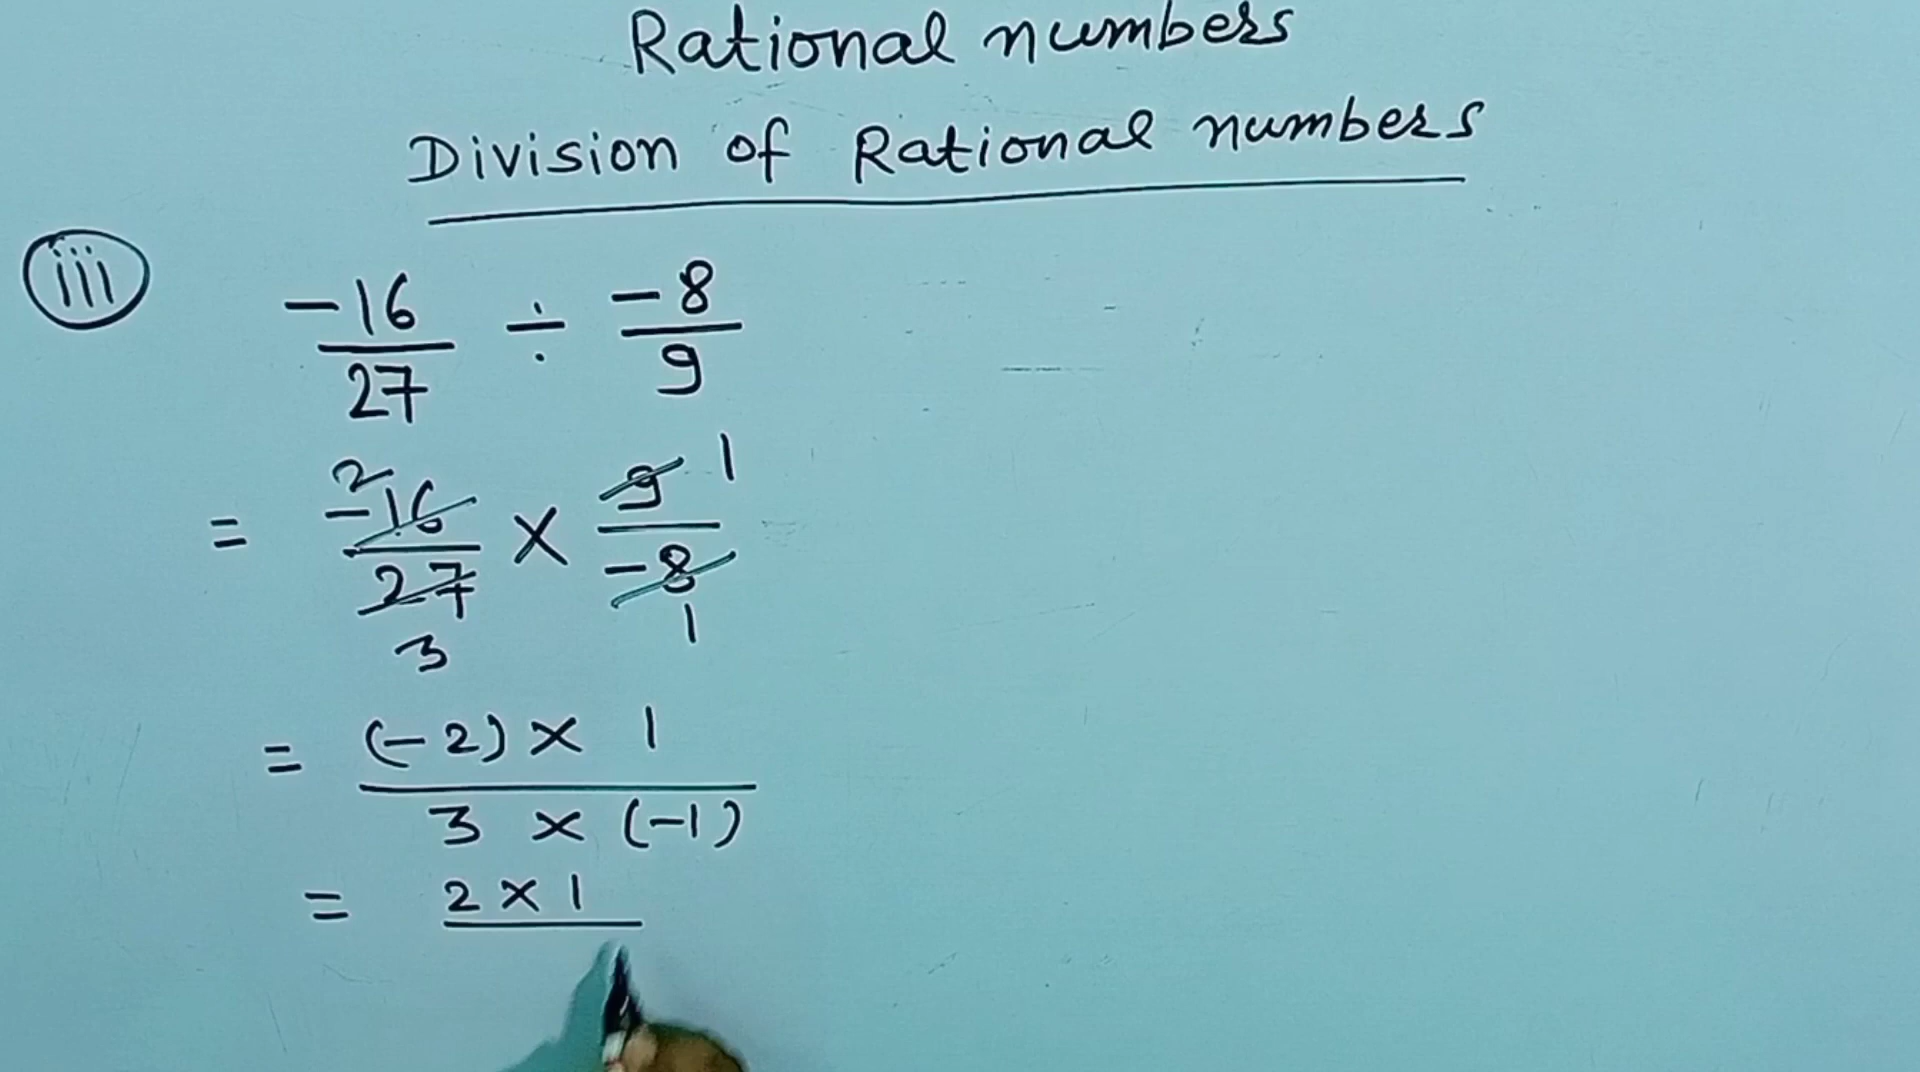 Rational numbers
Division of Rational numbers
iii
-16/27 ÷ -8/9
= -16/27 × 9/-8
2 1
3 1
= (-2) × 1 / 3 × (-1)
= 2 × 1